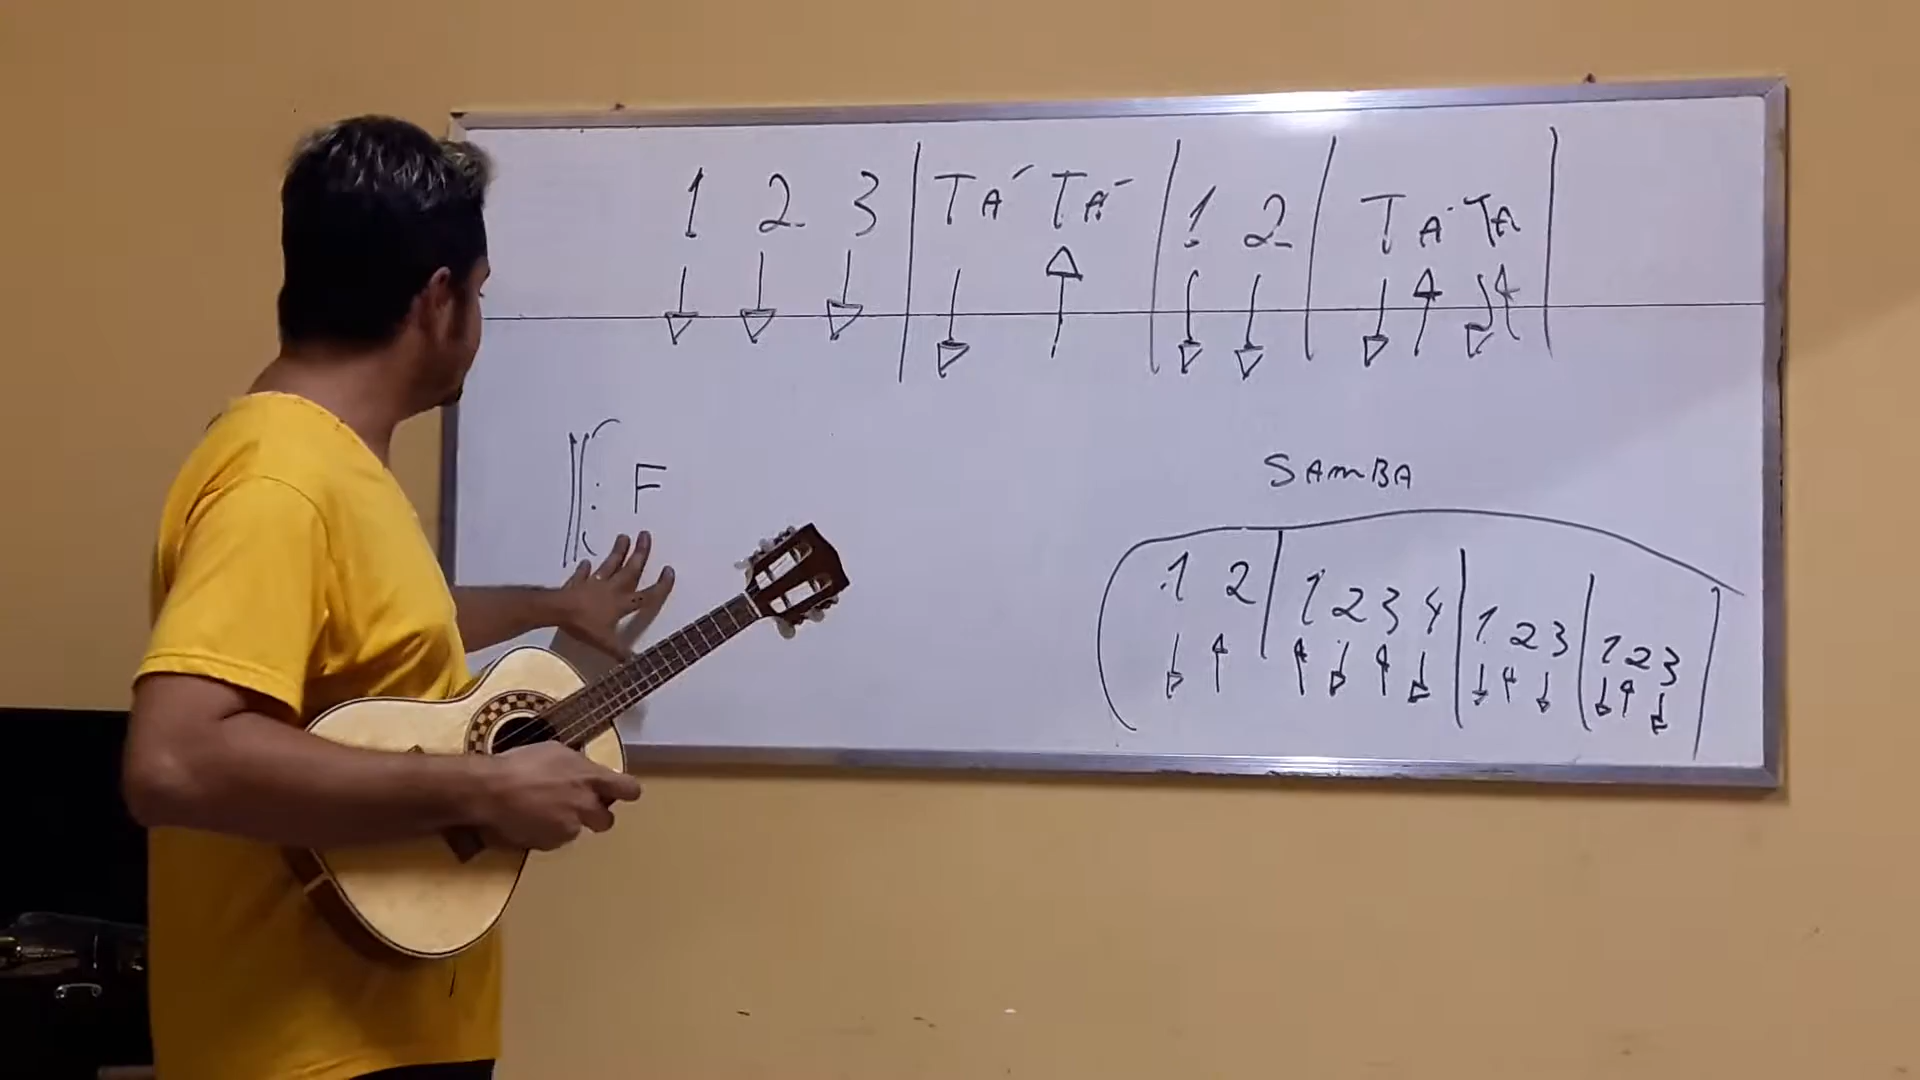 1 2 3 | TÁ TÁ | 1 2 | TÁ TA |
↓ ↓ ↓ | ↓ ↑ | ↓ ↓ | ↓ ↑ ↓ ↑ |
‖: F
SAMBA
1 2 | 1 2 3 4 | 1 2 3 | 1 2 3 |
↓ ↑ | ↑ ↓ ↑ ↓ | ↓ ↑ ↓ | ↓ ↑ ↓ |